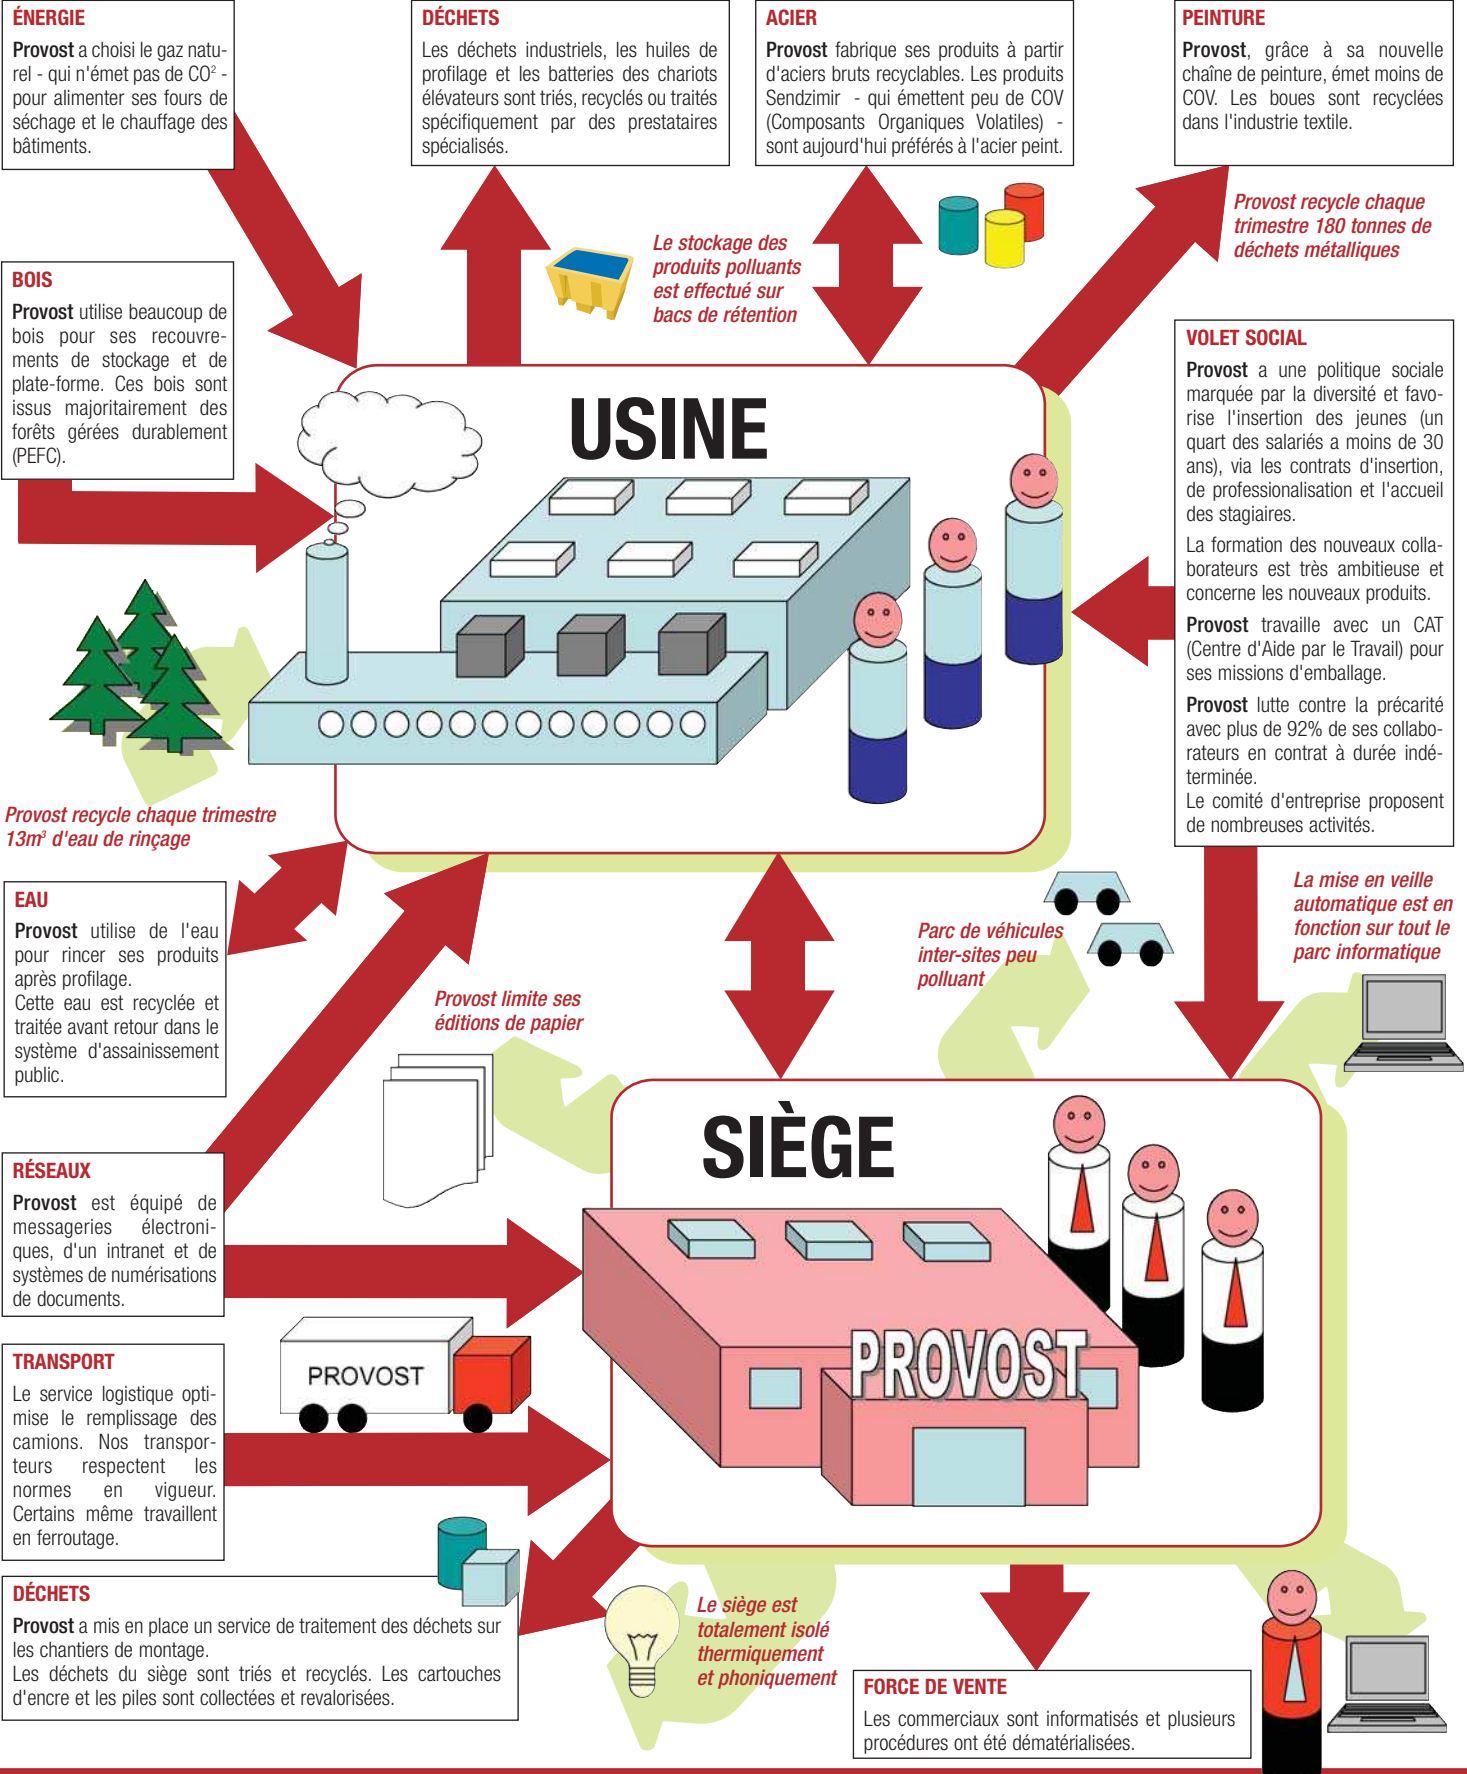 ÉNERGIE
Provost a choisi le gaz natu-
rel - qui n'émet pas de CO² -
pour alimenter ses fours de
séchage et le chauffage des
bâtiments.
DÉCHETS
Les déchets industriels, les huiles de
profilage et les batteries des chariots
élévateurs sont triés, recyclés ou traités
spécifiquement par des prestataires
spécialisés.
ACIER
Provost fabrique ses produits à partir
d'aciers bruts recyclables. Les produits
Sendzimir - qui émettent peu de COV
(Composants Organiques Volatiles) -
sont aujourd'hui préférés à l'acier peint.
PEINTURE
Provost, grâce à sa nouvelle
chaîne de peinture, émet moins de
COV. Les boues sont recyclées
dans l'industrie textile.
Provost recycle chaque
trimestre 180 tonnes de
déchets métalliques
Le stockage des
produits polluants
est effectué sur
bacs de rétention
BOIS
Provost utilise beaucoup de
bois pour ses recouvre-
ments de stockage et de
plate-forme. Ces bois sont
issus majoritairement des
forêts gérées durablement
(PEFC).
USINE
VOLET SOCIAL
Provost a une politique sociale
marquée par la diversité et favo-
rise l'insertion des jeunes (un
quart des salariés a moins de 30
ans), via les contrats d'insertion,
de professionalisation et l'accueil
des stagiaires.
La formation des nouveaux colla-
borateurs est très ambitieuse et
concerne les nouveaux produits.
Provost travaille avec un CAT
(Centre d'Aide par le Travail) pour
ses missions d'emballage.
Provost lutte contre la précarité
avec plus de 92% de ses collabo-
rateurs en contrat à durée indé-
terminée.
Le comité d'entreprise proposent
de nombreuses activités.
Provost recycle chaque trimestre
13m³ d'eau de rinçage
EAU
Provost utilise de l'eau
pour rincer ses produits
après profilage.
Cette eau est recyclée et
traitée avant retour dans le
système d'assainissement
public.
Parc de véhicules
inter-sites peu
polluant
La mise en veille
automatique est en
fonction sur tout le
parc informatique
Provost limite ses
éditions de papier
SIÈGE
RÉSEAUX
Provost est équipé de
messageries électroni-
ques, d'un intranet et de
systèmes de numérisations
de documents.
PROVOST
PROVOST
TRANSPORT
Le service logistique opti-
mise le remplissage des
camions. Nos transpor-
teurs respectent les
normes en vigueur.
Certains même travaillent
en ferroutage.
DÉCHETS
Provost a mis en place un service de traitement des déchets sur
les chantiers de montage.
Les déchets du siège sont triés et recyclés. Les cartouches
d'encre et les piles sont collectées et revalorisées.
Le siège est
totalement isolé
thermiquement
et phoniquement
FORCE DE VENTE
Les commerciaux sont informatisés et plusieurs
procédures ont été dématérialisées.